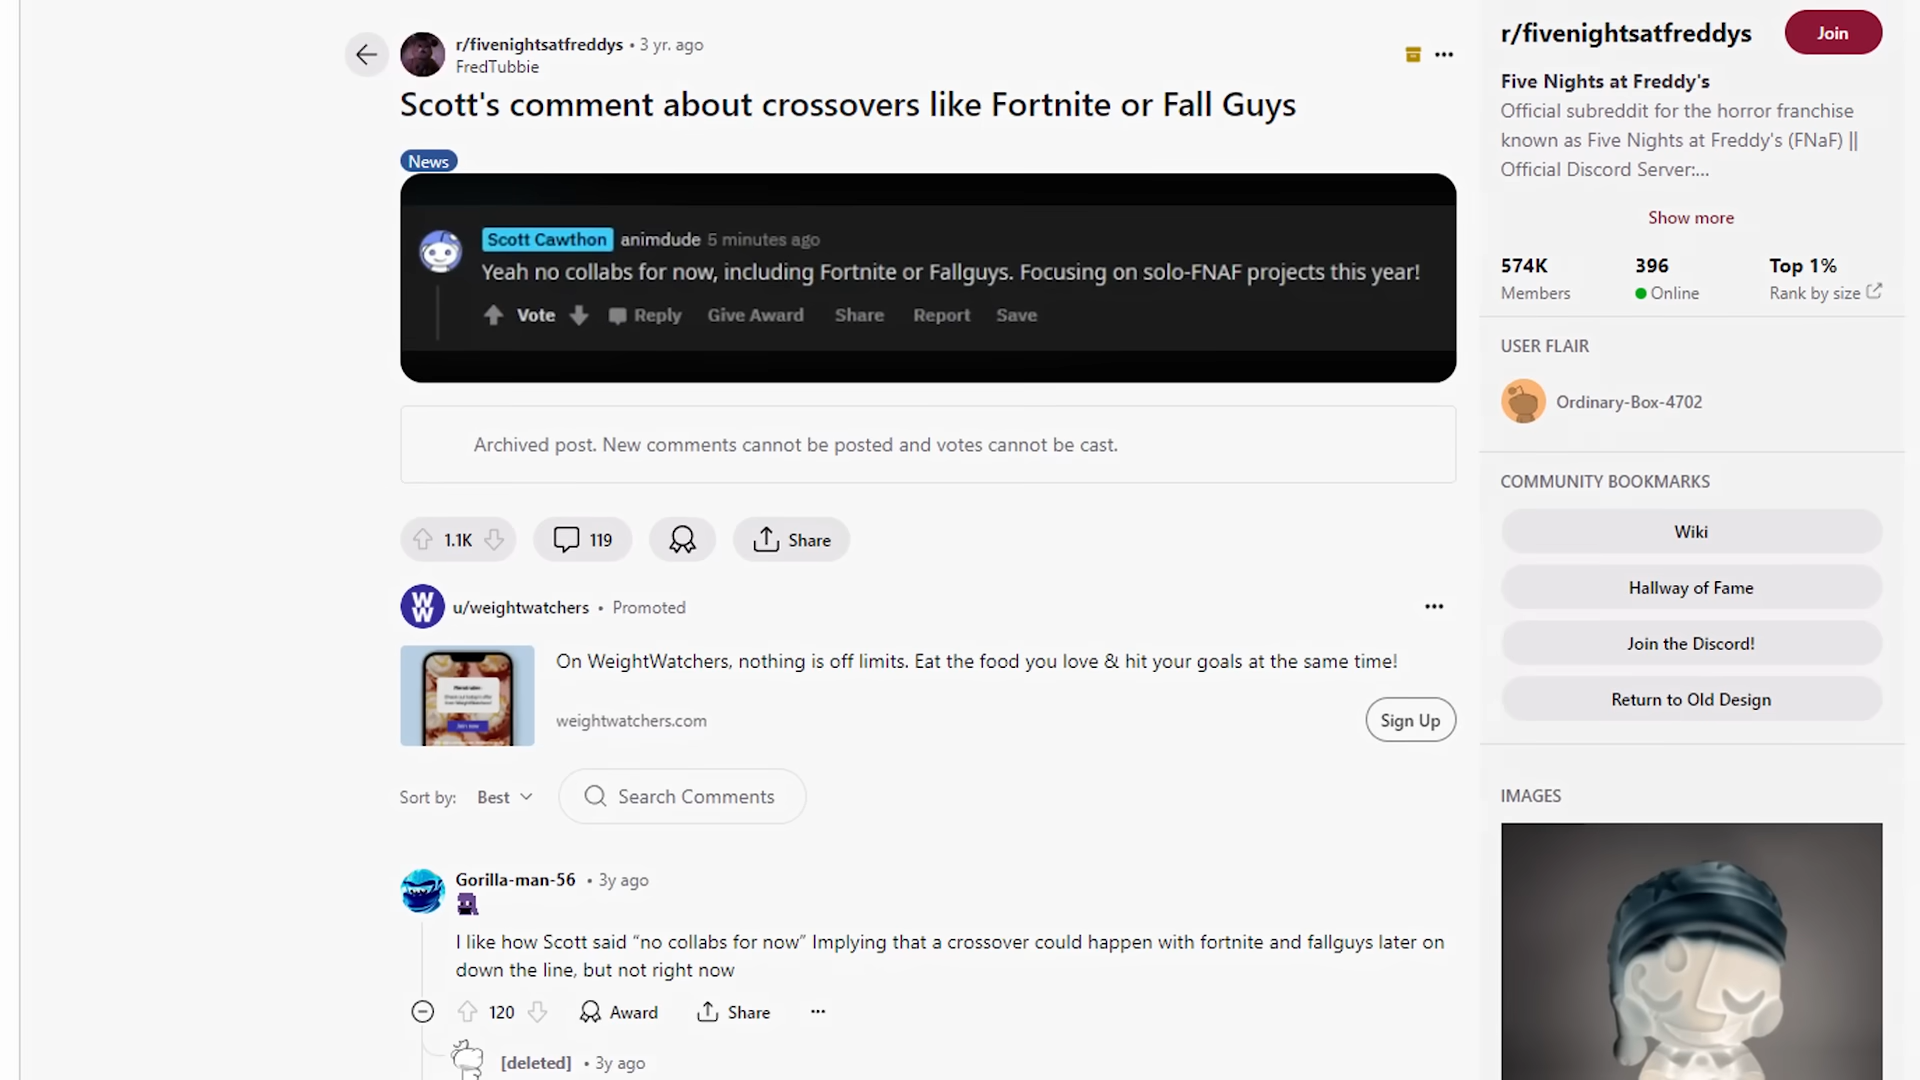 r/fivenightsatfreddys • 3 yr. ago
FredTubbie
Scott's comment about crossovers like Fortnite or Fall Guys
News
Scott Cawthon animdude 5 minutes ago
Yeah no collabs for now, including Fortnite or Fallguys. Focusing on solo-FNAF projects this year!
Vote Reply Give Award Share Report Save
Archived post. New comments cannot be posted and votes cannot be cast.
1.1K 119 Share
u/weightwatchers • Promoted
On WeightWatchers, nothing is off limits. Eat the food you love & hit your goals at the same time!
weightwatchers.com
Sign Up
Sort by: Best Search Comments
Gorilla-man-56 • 3y ago
I like how Scott said “no collabs for now” Implying that a crossover could happen with fortnite and fallguys later on
down the line, but not right now
120 Award Share
[deleted] • 3y ago
r/fivenightsatfreddys Join
Five Nights at Freddy's
Official subreddit for the horror franchise
known as Five Nights at Freddy's (FNaF) ||
Official Discord Server:...
Show more
574K 396 Top 1%
Members Online Rank by size
USER FLAIR
Ordinary-Box-4702
COMMUNITY BOOKMARKS
Wiki
Hallway of Fame
Join the Discord!
Return to Old Design
IMAGES